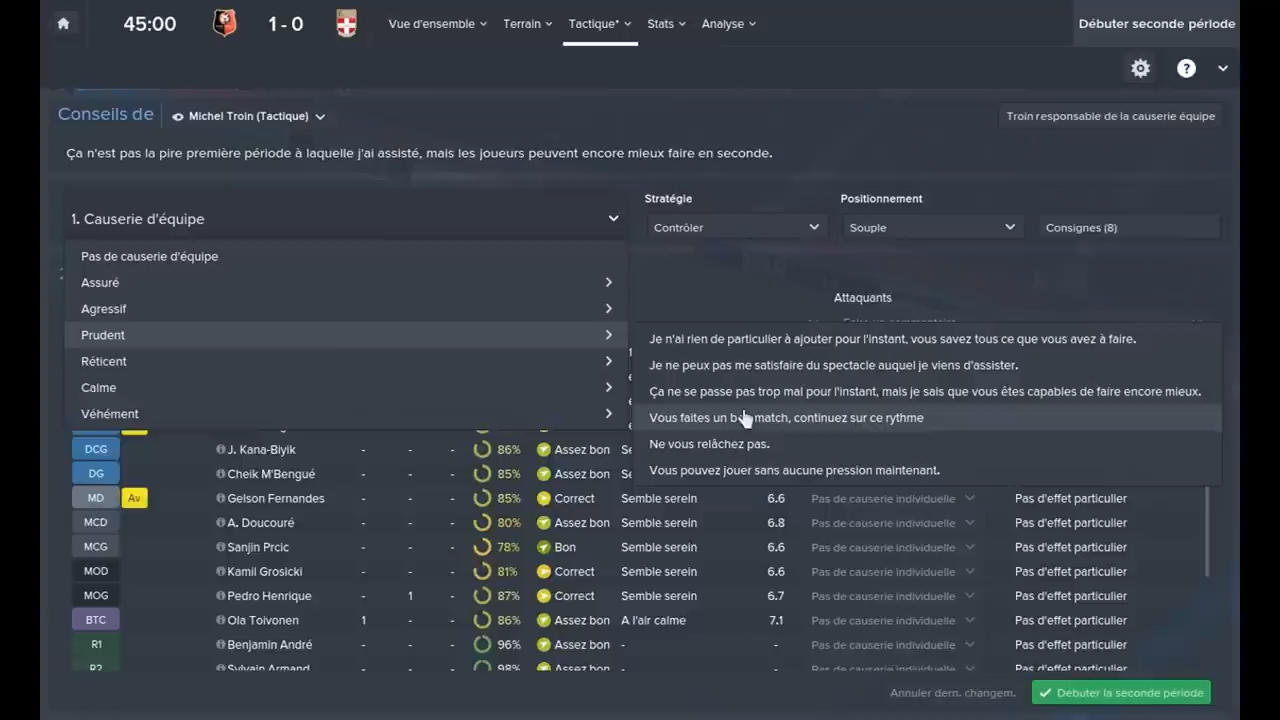 45:00 1 - 0 Vue d'ensemble Terrain Tactique* Stats Analyse Débuter seconde période
?
Conseils de Michel Troin (Tactique) Troin responsable de la causerie équipe
Ça n'est pas la pire première période à laquelle j'ai assisté, mais les joueurs peuvent encore mieux faire en seconde.
Stratégie Positionnement
1. Causerie d'équipe Contrôler Souple Consignes (8)
Pas de causerie d'équipe
Assuré
Agressif Attaquants
Prudent
Réticent
Calme
Véhément
Je n'ai rien de particulier à ajouter pour l'instant, vous savez tous ce que vous avez à faire.
Je ne peux pas me satisfaire du spectacle auquel je viens d'assister.
Ça ne se passe pas trop mal pour l'instant, mais je sais que vous êtes capables de faire encore mieux.
Vous faites un match, continuez sur ce rythme
Ne vous relâchez pas.
Vous pouvez jouer sans aucune pression maintenant.
DCG J. Kana-Biyik - - - 86% Assez bon
DG Cheik M'Bengué - - - 85% Assez bon
MD Av Gelson Fernandes - - - 85% Correct Semble serein 6.6 Pas de causerie individuelle Pas d'effet particulier
MCD A. Doucouré - - - 80% Assez bon Semble serein 6.8 Pas de causerie individuelle Pas d'effet particulier
MCG Sanjin Prcic - - - 78% Bon Semble serein 6.6 Pas de causerie individuelle Pas d'effet particulier
MOD Kamil Grosicki - - - 81% Correct Semble serein 6.6 Pas de causerie individuelle Pas d'effet particulier
MOG Pedro Henrique - 1 - 87% Correct Semble serein 6.7 Pas de causerie individuelle Pas d'effet particulier
BTC Ola Toivonen 1 - - 86% Assez bon A l'air calme 7.1 Pas de causerie individuelle Pas d'effet particulier
R1 Benjamin André - - - 96% Assez bon - - Pas de causerie individuelle Pas d'effet particulier
R2 Sylvain Armand - - - 98% Assez bon - - Pas de causerie individuelle Pas d'effet particulier
Annuler dern. changem. Débuter la seconde période